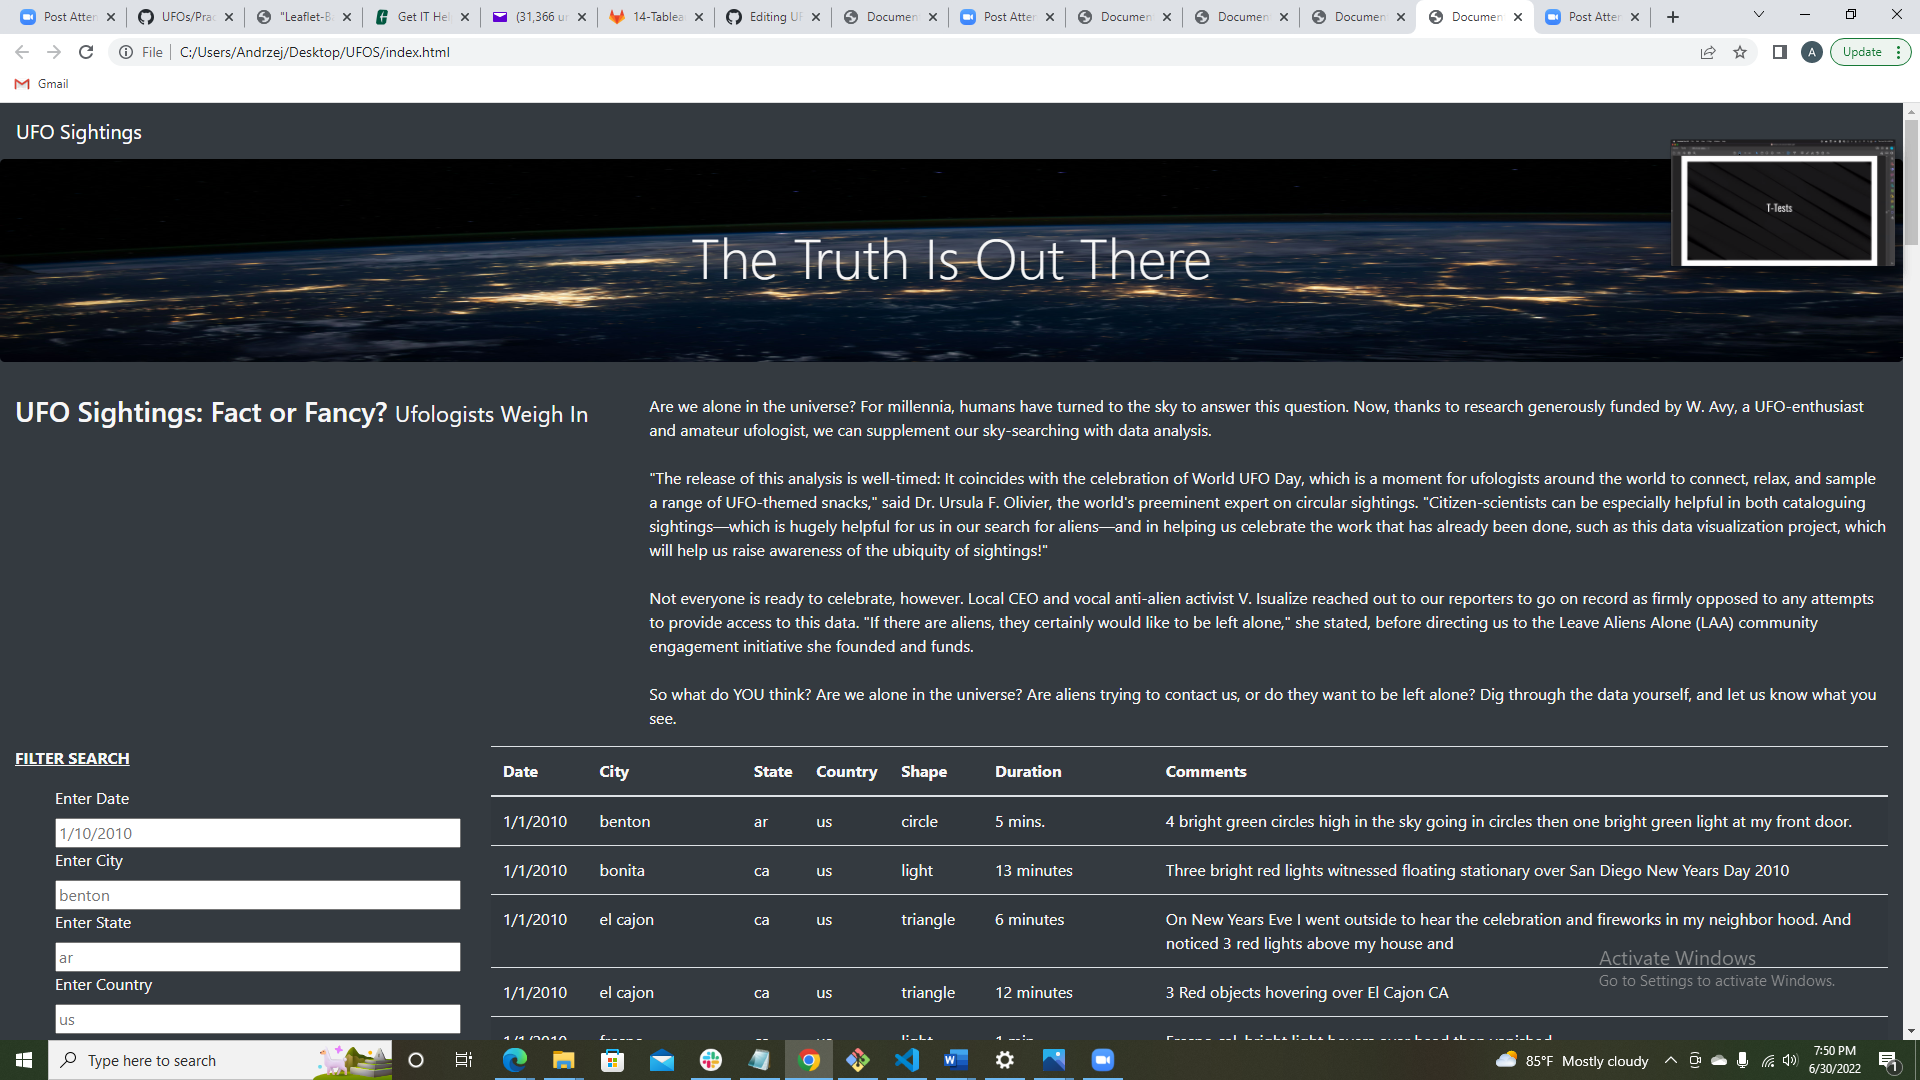 Post Atten
UFOs/Prac
"Leaflet-Ba
Get IT Hel
(31,366 un
14-Tableau
Editing UF
Documen
Post Atten
Documen
Documen
Documen
Documen
Post Atten
File
C:/Users/Andrzej/Desktop/UFOS/index.html
A
Update
Gmail
UFO Sightings
T-Tests
The Truth Is Out There
UFO Sightings: Fact or Fancy? Ufologists Weigh In
Are we alone in the universe? For millennia, humans have turned to the sky to answer this question. Now, thanks to research generously funded by W. Avy, a UFO-enthusiast
and amateur ufologist, we can supplement our sky-searching with data analysis.
"The release of this analysis is well-timed: It coincides with the celebration of World UFO Day, which is a moment for ufologists around the world to connect, relax, and sample
a range of UFO-themed snacks," said Dr. Ursula F. Olivier, the world's preeminent expert on circular sightings. "Citizen-scientists can be especially helpful in both cataloguing
sightings—which is hugely helpful for us in our search for aliens—and in helping us celebrate the work that has already been done, such as this data visualization project, which
will help us raise awareness of the ubiquity of sightings!"
Not everyone is ready to celebrate, however. Local CEO and vocal anti-alien activist V. Isualize reached out to our reporters to go on record as firmly opposed to any attempts
to provide access to this data. "If there are aliens, they certainly would like to be left alone," she stated, before directing us to the Leave Aliens Alone (LAA) community
engagement initiative she founded and funds.
So what do YOU think? Are we alone in the universe? Are aliens trying to contact us, or do they want to be left alone? Dig through the data yourself, and let us know what you
see.
FILTER SEARCH
Enter Date
1/10/2010
Enter City
benton
Enter State
ar
Enter Country
us
Date City State Country Shape Duration Comments
1/1/2010 benton ar us circle 5 mins. 4 bright green circles high in the sky going in circles then one bright green light at my front door.
1/1/2010 bonita ca us light 13 minutes Three bright red lights witnessed floating stationary over San Diego New Years Day 2010
1/1/2010 el cajon ca us triangle 6 minutes On New Years Eve I went outside to hear the celebration and fireworks in my neighbor hood. And
noticed 3 red lights above my house and
1/1/2010 el cajon ca us triangle 12 minutes 3 Red objects hovering over El Cajon CA
Activate Windows
Go to Settings to activate Windows.
Type here to search
85°F Mostly cloudy
7:50 PM
6/30/2022
1